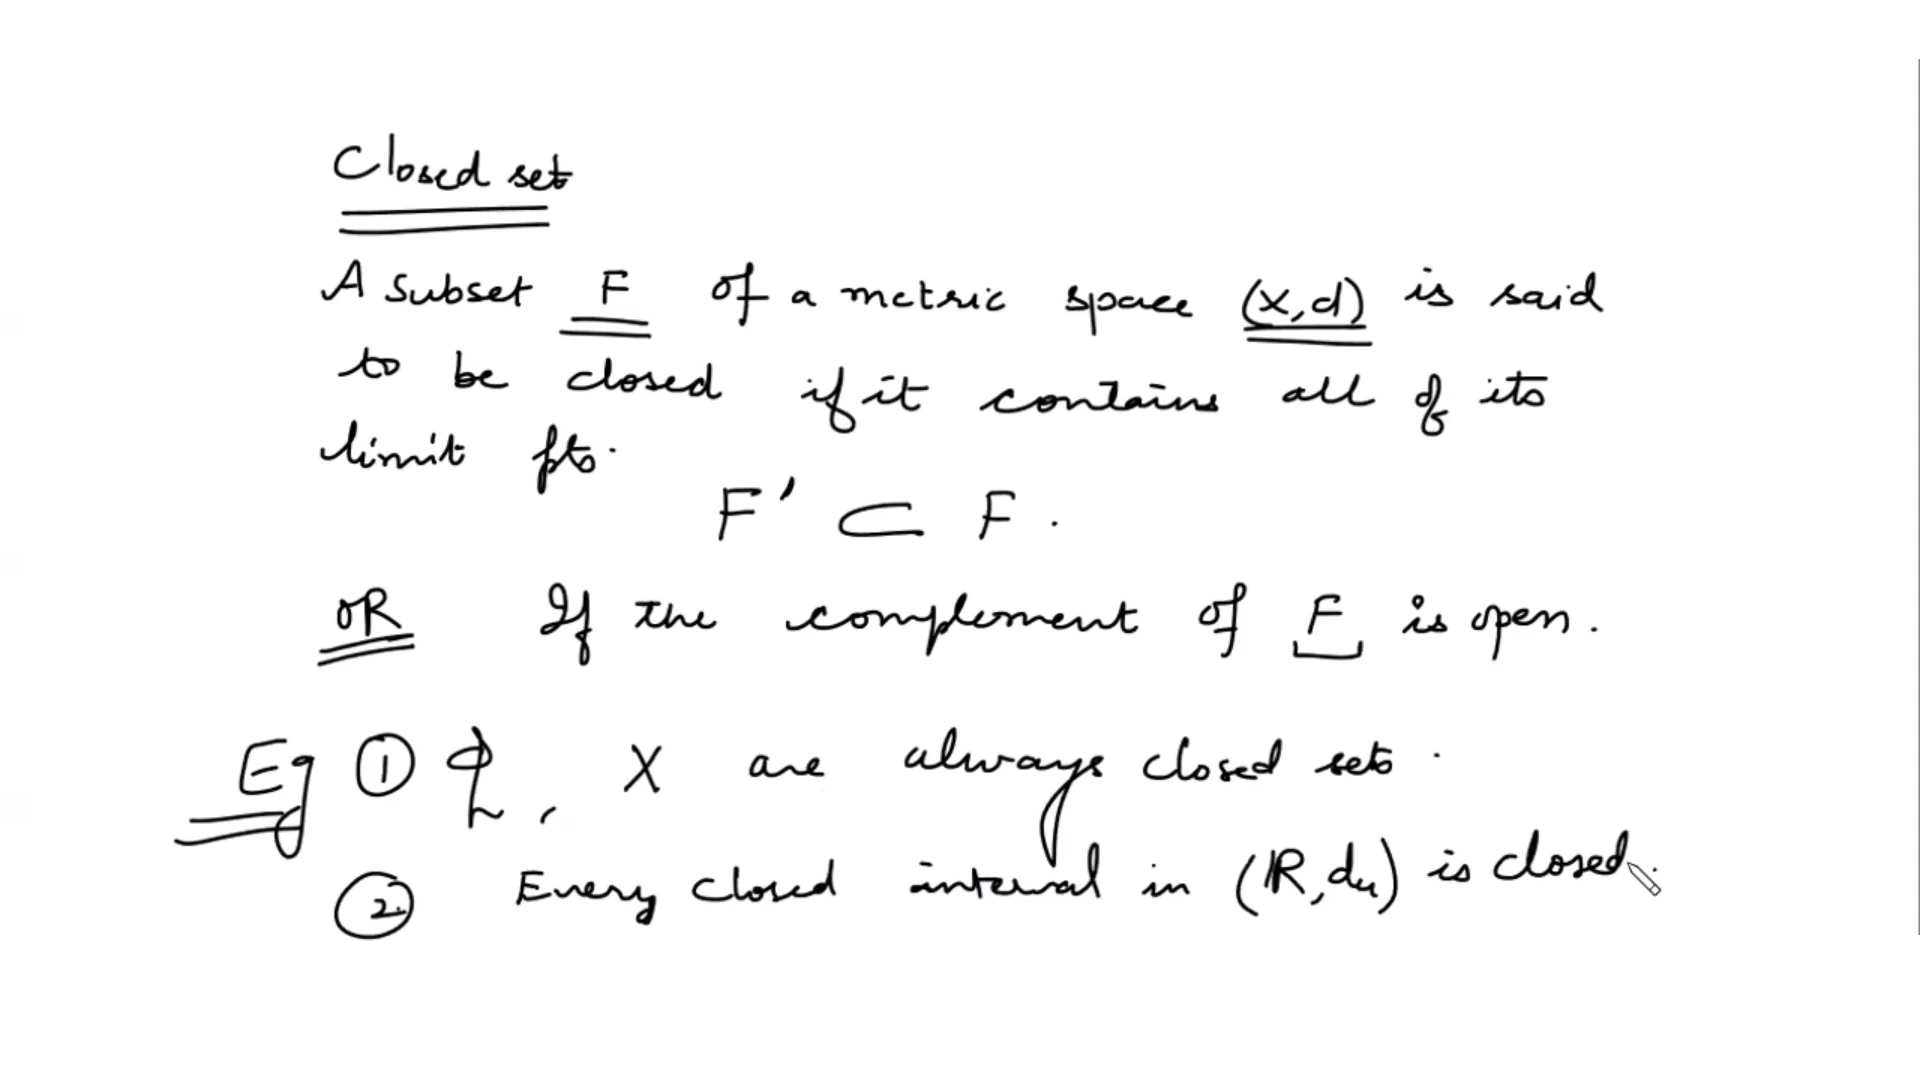 Closed set
A subset F of a metric space (X,d) is said
to be closed if it contains all of its
limit pts.
F' ⊂ F.
OR If the complement of F is open.
Eg ① φ, X are always closed sets.
② Every closed interval in (ℝ,du) is closed.